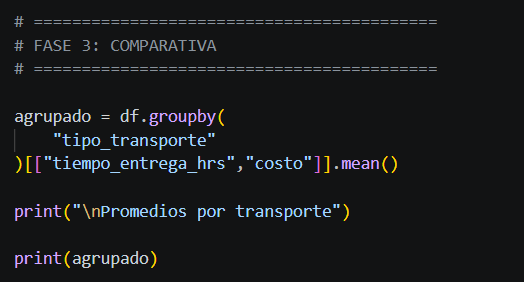 # ==========================================
# FASE 3: COMPARATIVA
# ==========================================
agrupado = df.groupby(
    "tipo_transporte"
)[["tiempo_entrega_hrs","costo"]].mean()
print("\nPromedios por transporte")
print(agrupado)